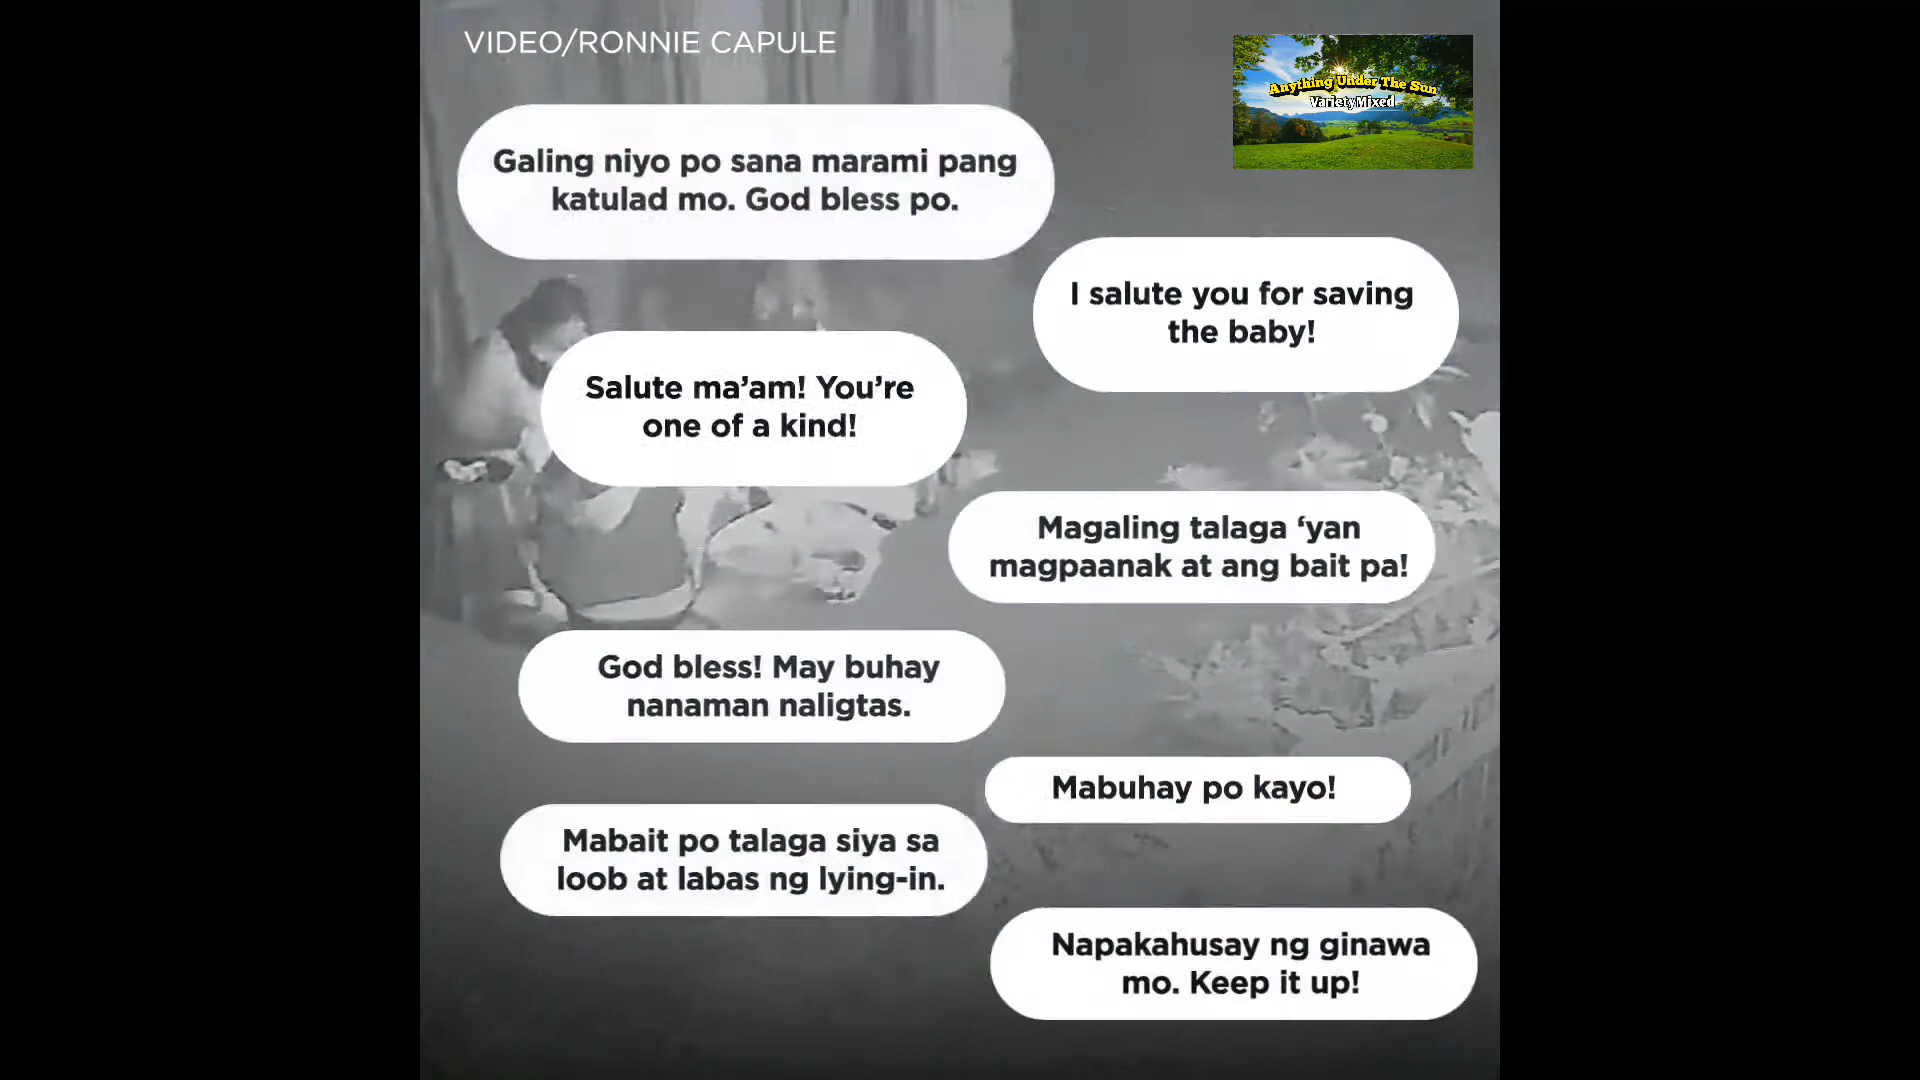 VIDEO/RONNIE CAPULE
Anything Under The Sun
VarietyMixed
Galing niyo po sana marami pang
katulad mo. God bless po.
I salute you for saving
the baby!
Salute ma’am! You’re
one of a kind!
Magaling talaga ‘yan
magpaanak at ang bait pa!
God bless! May buhay
nanaman naligtas.
Mabuhay po kayo!
Mabait po talaga siya sa
loob at labas ng lying-in.
Napakahusay ng ginawa
mo. Keep it up!